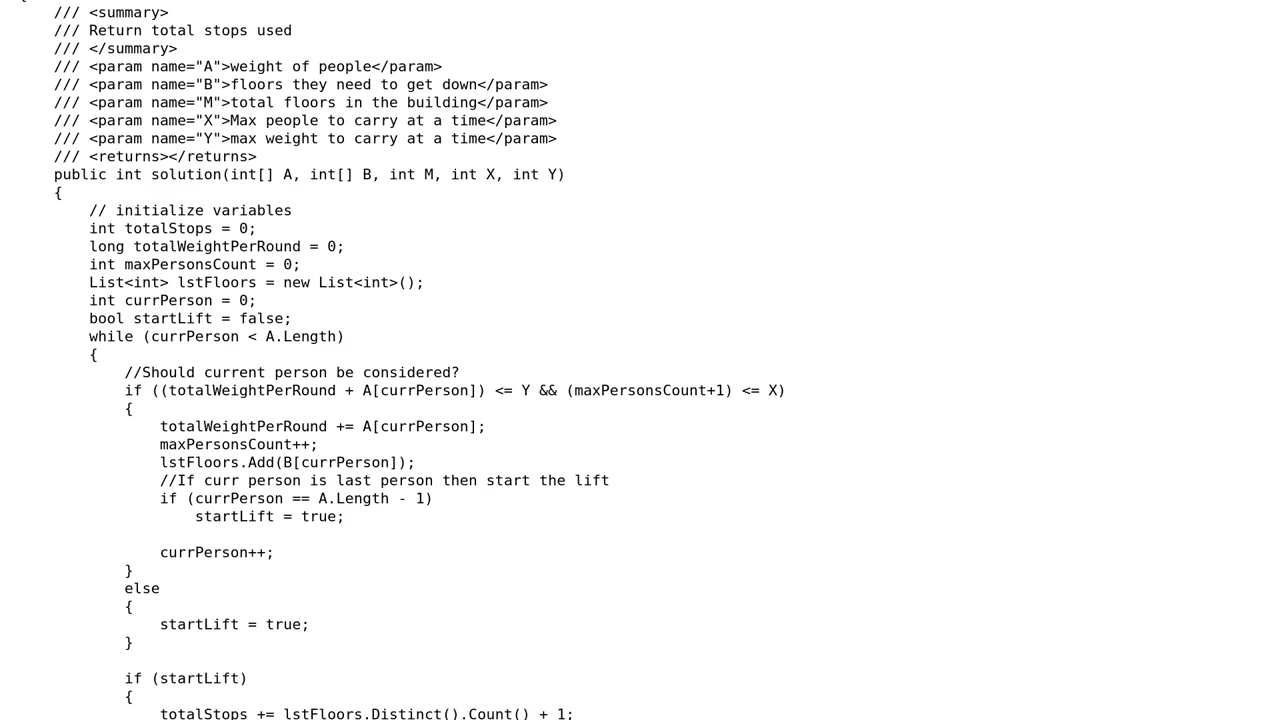 {
/// <summary>
/// Return total stops used
/// </summary>
/// <param name="A">weight of people</param>
/// <param name="B">floors they need to get down</param>
/// <param name="M">total floors in the building</param>
/// <param name="X">Max people to carry at a time</param>
/// <param name="Y">max weight to carry at a time</param>
/// <returns></returns>
public int solution(int[] A, int[] B, int M, int X, int Y)
{
// initialize variables
int totalStops = 0;
long totalWeightPerRound = 0;
int maxPersonsCount = 0;
List<int> lstFloors = new List<int>();
int currPerson = 0;
bool startLift = false;
while (currPerson < A.Length)
{
//Should current person be considered?
if ((totalWeightPerRound + A[currPerson]) <= Y && (maxPersonsCount+1) <= X)
{
totalWeightPerRound += A[currPerson];
maxPersonsCount++;
lstFloors.Add(B[currPerson]);
//If curr person is last person then start the lift
if (currPerson == A.Length - 1)
startLift = true;
currPerson++;
}
else
{
startLift = true;
}
if (startLift)
{
totalStops += lstFloors.Distinct().Count() + 1;